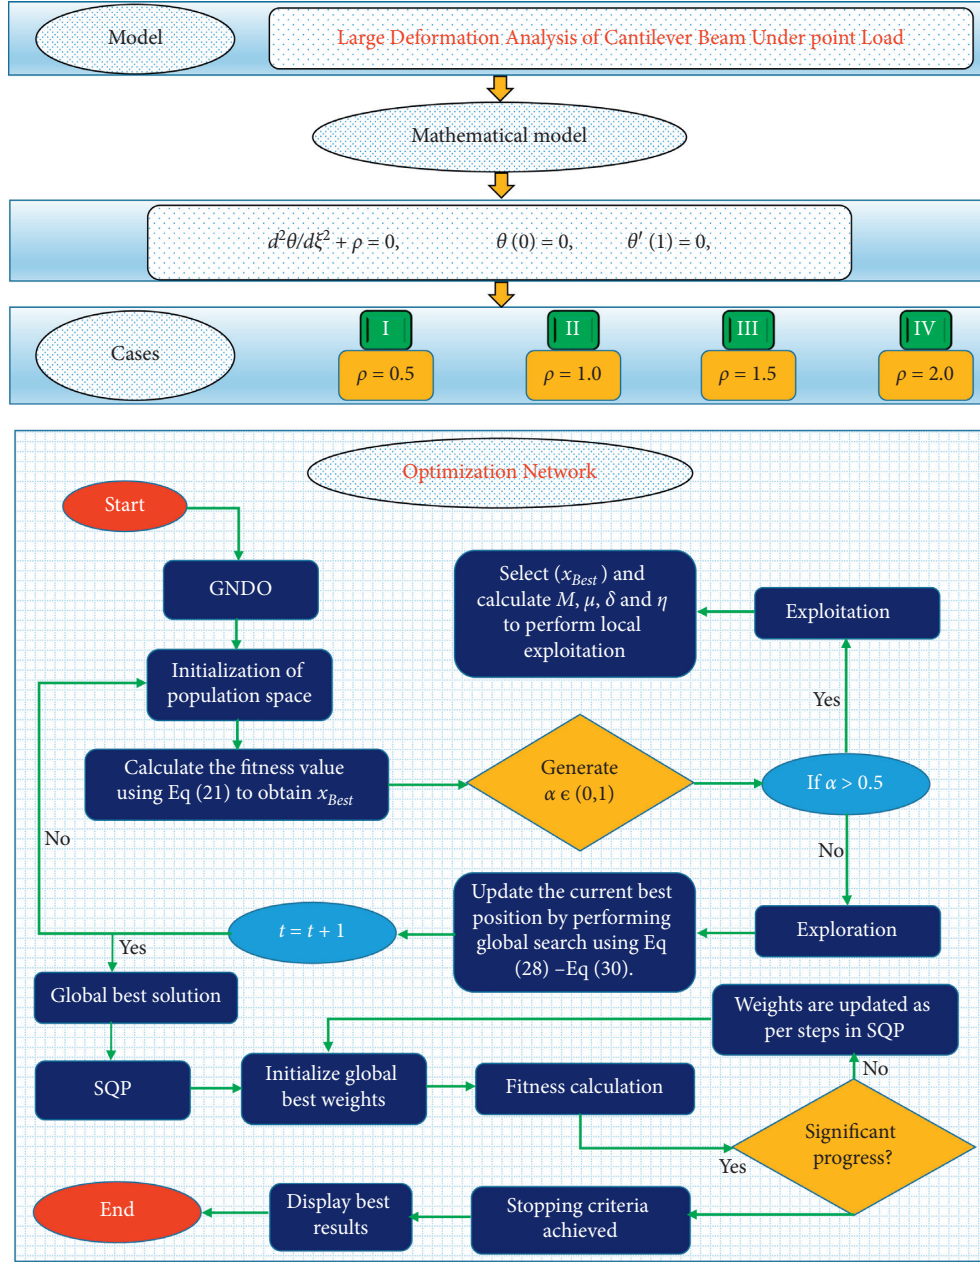 Model
Large Deformation Analysis of Cantilever Beam Under point Load
Mathematical model
d²θ/dξ² + ρ = 0, θ (0) = 0, θ′ (1) = 0,
Cases
I
II
III
IV
ρ = 0.5
ρ = 1.0
ρ = 1.5
ρ = 2.0
Optimization Network
Start
GNDO
Initialization of
population space
Calculate the fitness value
using Eq (21) to obtain x_Best
Generate
α ϵ (0,1)
If α > 0.5
Yes
Exploitation
Select (x_Best) and
calculate M, μ, δ and η
to perform local
exploitation
No
Exploration
Update the current best
position by performing
global search using Eq
(28) –Eq (30).
t = t + 1
No
Yes
Global best solution
SQP
Initialize global
best weights
Fitness calculation
Significant
progress?
No
Weights are updated as
per steps in SQP
Yes
Stopping criteria
achieved
Display best
results
End